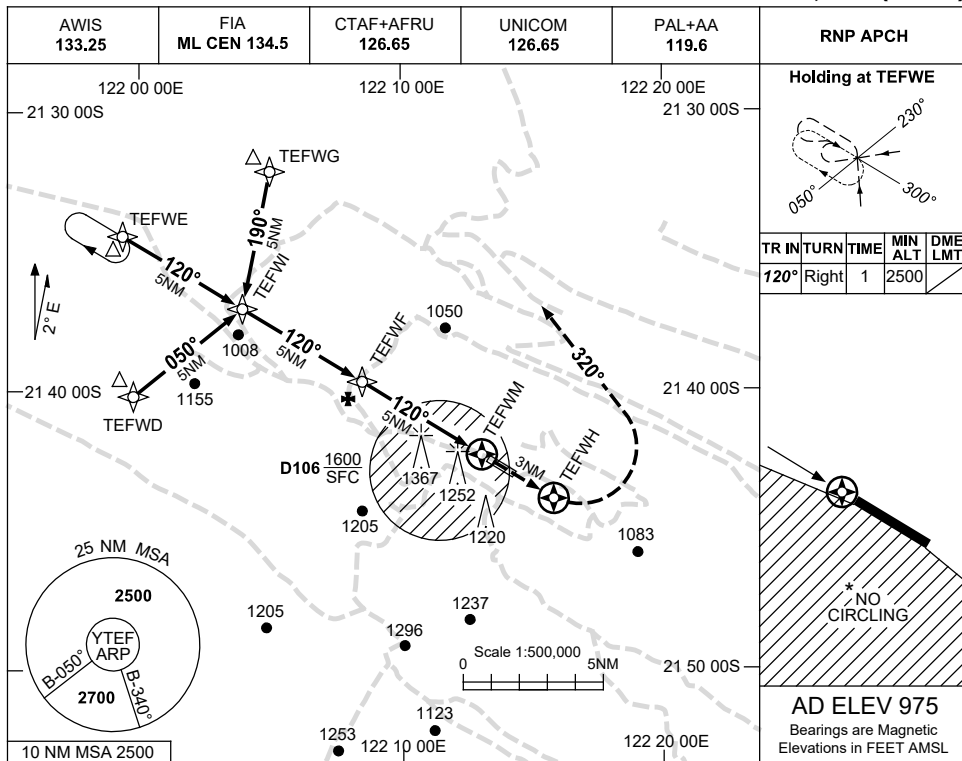 AWIS
133.25
FIA
ML CEN 134.5
CTAF+AFRU
126.65
UNICOM
126.65
PAL+AA
119.6
RNP APCH
122 00 00E
122 10 00E
122 20 00E
21 30 00S
21 30 00S
TEFWG
TEFWE
190°
5NM
120°
5NM
TEFWI
2° E
1008
050°
5NM
120°
5NM
TEFWF
1050
320°
21 40 00S
21 40 00S
1155
TEFWD
120°
5NM
TEFWM
3NM
TEFWH
D106 1600
SFC
1367
1252
1220
1205
1083
25 NM MSA
2500
YTEF
ARP
B-050°
B-340°
2700
10 NM MSA 2500
1205
1237
1296
Scale 1:500,000
0
5NM
21 50 00S
1123
1253
122 10 00E
122 20 00E
Holding at TEFWE
230°
050°
300°
TR IN TURN TIME MIN ALT DME LMT
120° Right 1 2500
* NO
CIRCLING
AD ELEV 975
Bearings are Magnetic
Elevations in FEET AMSL